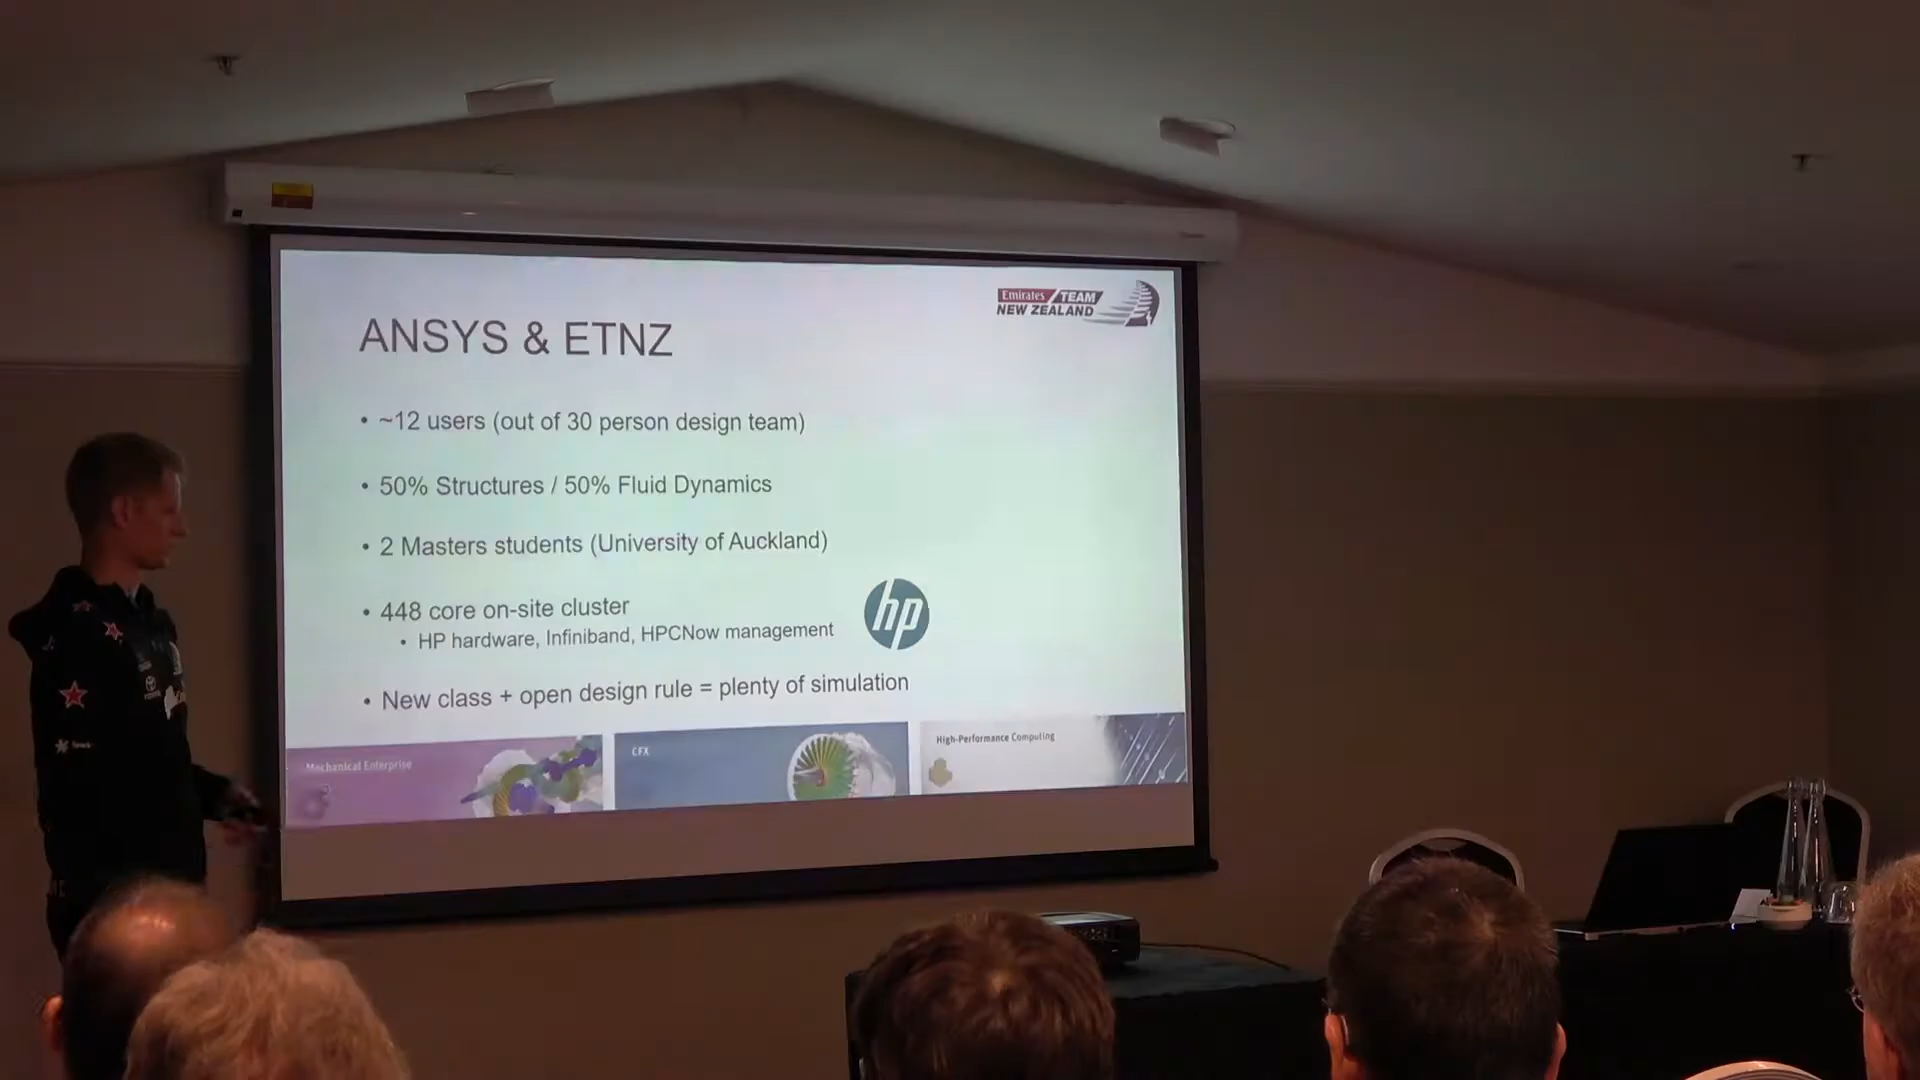 Emirates TEAM
NEW ZEALAND
ANSYS & ETNZ
• ~12 users (out of 30 person design team)
• 50% Structures / 50% Fluid Dynamics
• 2 Masters students (University of Auckland)
• 448 core on-site cluster
• HP hardware, Infiniband, HPCNow management
hp
• New class + open design rule = plenty of simulation
Mechanical Enterprise
CFX
High-Performance Computing